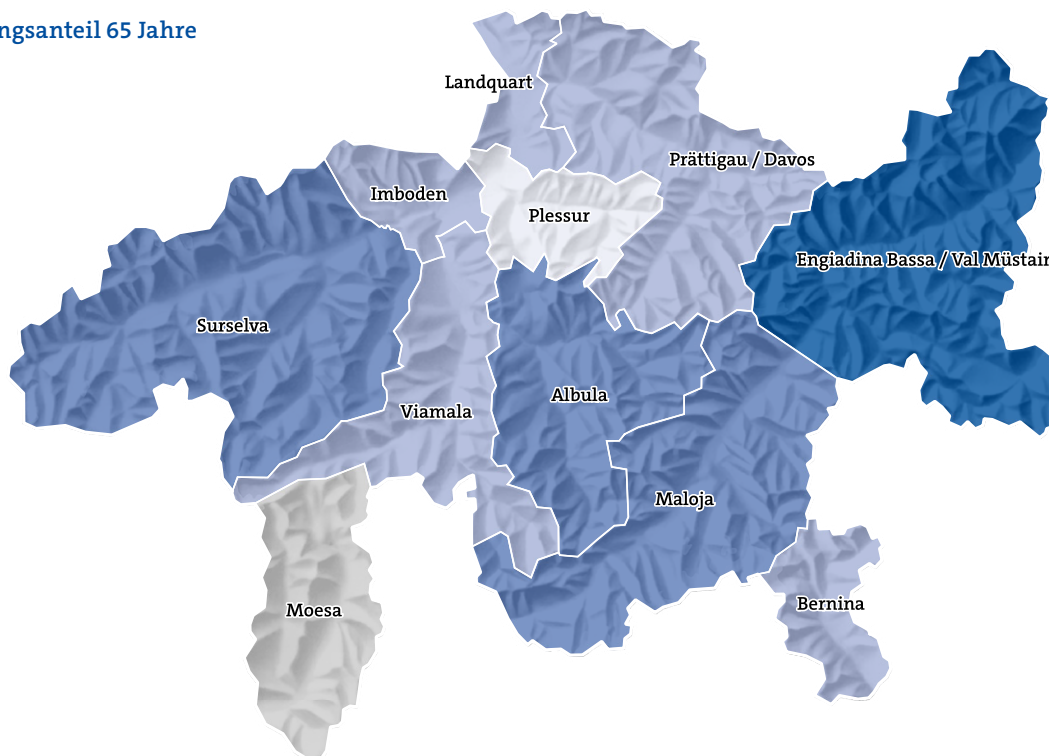 ngsanteil 65 Jahre
Landquart
Prättigau / Davos
Imboden
Plessur
Engiadina Bassa / Val Müstair
Surselva
Albula
Viamala
Maloja
Bernina
Moesa